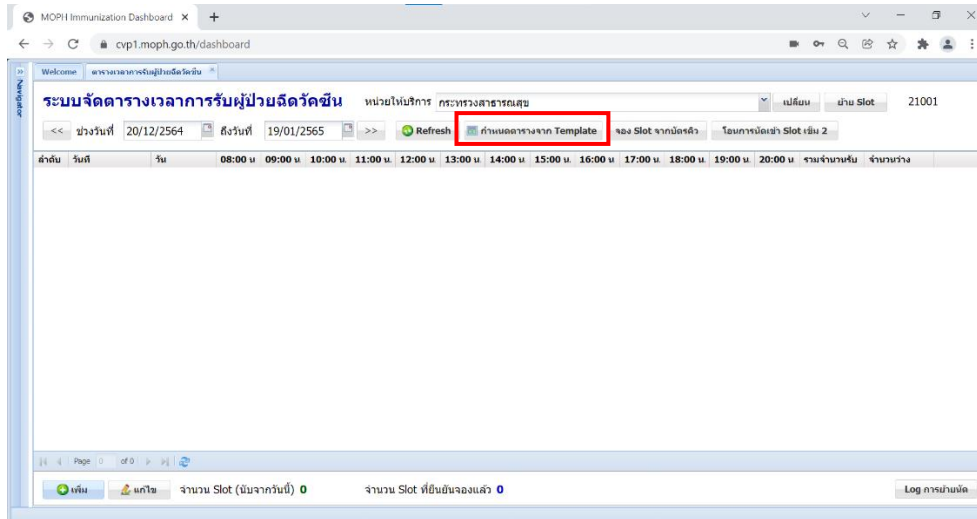 MOPH Immunization Dashboard
cvp1.moph.go.th/dashboard
Navigator
Welcome ตารางเวลาการรับผู้ป่วยฉีดวัคซีน
ระบบจัดตารางเวลาการรับผู้ป่วยฉีดวัคซีน หน่วยให้บริการ กระทรวงสาธารณสุข เปลี่ยน ย้าย Slot 21001
<< ช่วงวันที่ 20/12/2564 ถึงวันที่ 19/01/2565 >> Refresh กำหนดตารางจาก Template จอง Slot จากบัตรคิว โอนการนัดเข้า Slot เข็ม 2
ลำดับ วันที่ วัน 08:00 น 09:00 น. 10:00 น. 11:00 น. 12:00 น. 13:00 น. 14:00 น. 15:00 น. 16:00 น 17:00 น. 18:00 น. 19:00 น. 20:00 น รวมจำนวนรับ จำนวนว่าง
Page 0 of 0
เพิ่ม แก้ไข จำนวน Slot (นับจากวันนี้) 0 จำนวน Slot ที่ยืนยันจองแล้ว 0 Log การย้ายนัด